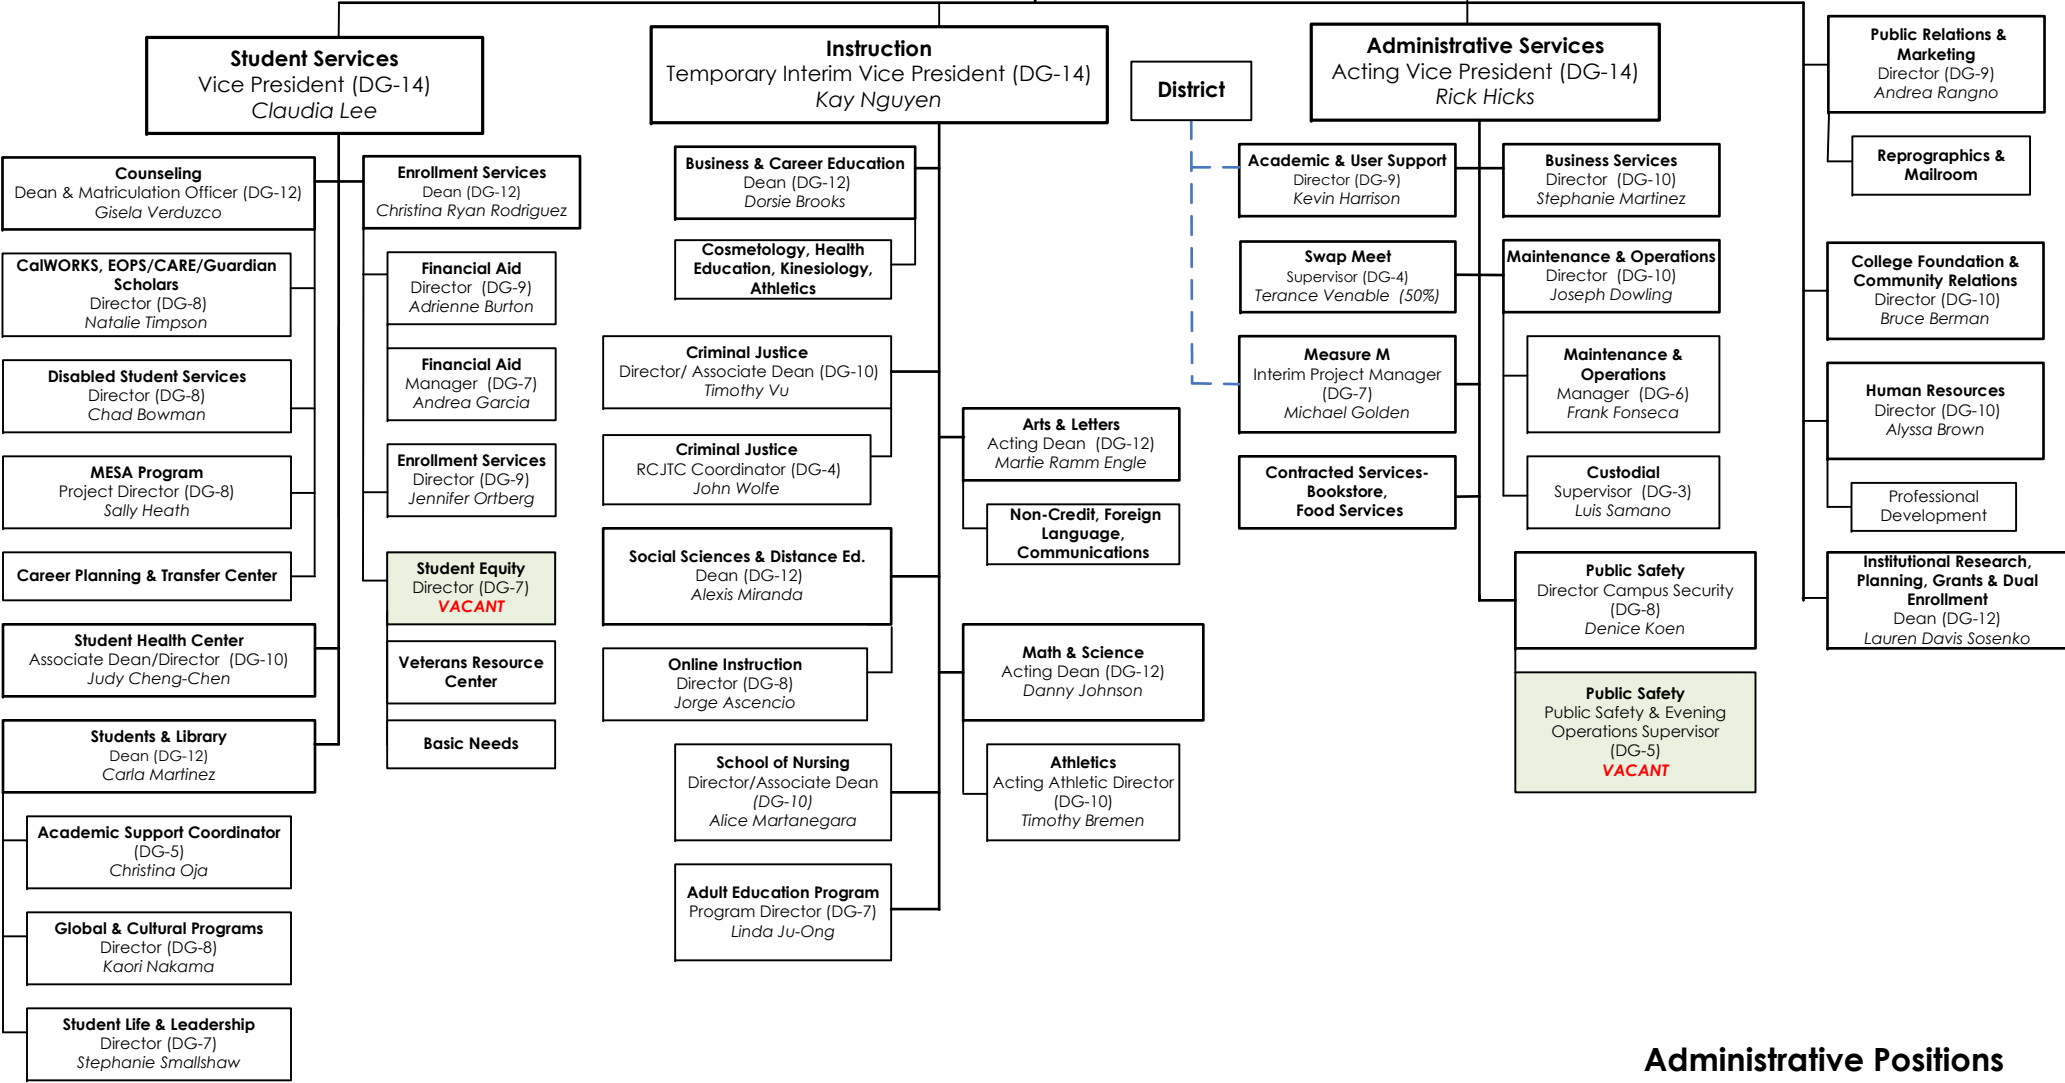 Student Services
Vice President (DG-14)
Claudia Lee
Counseling
Dean & Matriculation Officer (DG-12)
Gisela Verduzco
CalWORKS, EOPS/CARE/Guardian
Scholars
Director (DG-8)
Natalie Timpson
Disabled Student Services
Director (DG-8)
Chad Bowman
MESA Program
Project Director (DG-8)
Sally Heath
Career Planning & Transfer Center
Student Health Center
Associate Dean/Director (DG-10)
Judy Cheng-Chen
Students & Library
Dean (DG-12)
Carla Martinez
Academic Support Coordinator
(DG-5)
Christina Oja
Global & Cultural Programs
Director (DG-8)
Kaori Nakama
Student Life & Leadership
Director (DG-7)
Stephanie Smallshaw
Enrollment Services
Dean (DG-12)
Christina Ryan Rodriguez
Financial Aid
Director (DG-9)
Adrienne Burton
Financial Aid
Manager (DG-7)
Andrea Garcia
Enrollment Services
Director (DG-9)
Jennifer Ortberg
Student Equity
Director (DG-7)
VACANT
Veterans Resource
Center
Basic Needs
Instruction
Temporary Interim Vice President (DG-14)
Kay Nguyen
Business & Career Education
Dean (DG-12)
Dorsie Brooks
Cosmetology, Health
Education, Kinesiology,
Athletics
Criminal Justice
Director/ Associate Dean (DG-10)
Timothy Vu
Criminal Justice
RCJTC Coordinator (DG-4)
John Wolfe
Social Sciences & Distance Ed.
Dean (DG-12)
Alexis Miranda
Online Instruction
Director (DG-8)
Jorge Ascencio
School of Nursing
Director/Associate Dean
(DG-10)
Alice Martanegara
Adult Education Program
Program Director (DG-7)
Linda Ju-Ong
Arts & Letters
Acting Dean (DG-12)
Martie Ramm Engle
Non-Credit, Foreign
Language,
Communications
Math & Science
Acting Dean (DG-12)
Danny Johnson
Athletics
Acting Athletic Director
(DG-10)
Timothy Bremen
District
Administrative Services
Acting Vice President (DG-14)
Rick Hicks
Academic & User Support
Director (DG-9)
Kevin Harrison
Swap Meet
Supervisor (DG-4)
Terance Venable (50%)
Measure M
Interim Project Manager
(DG-7)
Michael Golden
Contracted Services-
Bookstore,
Food Services
Business Services
Director (DG-10)
Stephanie Martinez
Maintenance & Operations
Director (DG-10)
Joseph Dowling
Maintenance &
Operations
Manager (DG-6)
Frank Fonseca
Custodial
Supervisor (DG-3)
Luis Samano
Public Safety
Director Campus Security
(DG-8)
Denice Koen
Public Safety
Public Safety & Evening
Operations Supervisor
(DG-5)
VACANT
Public Relations &
Marketing
Director (DG-9)
Andrea Rangno
Reprographics &
Mailroom
College Foundation &
Community Relations
Director (DG-10)
Bruce Berman
Human Resources
Director (DG-10)
Alyssa Brown
Professional
Development
Institutional Research,
Planning, Grants & Dual
Enrollment
Dean (DG-12)
Lauren Davis Sosenko
Administrative Positions